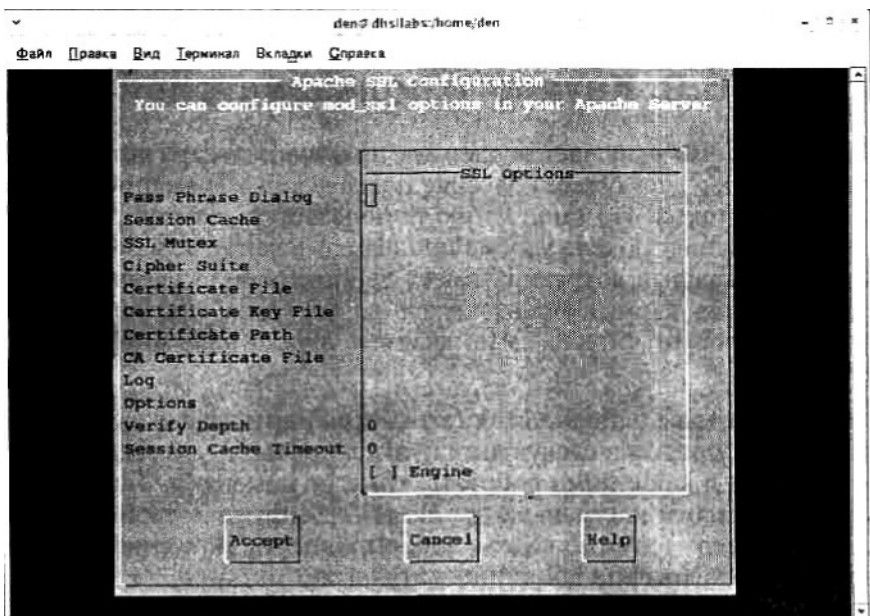 den@dhsilabs:/home/den
Файл Правка Вид Терминал Вкладки Справка
Apache SSL Configuration
You can configure mod_ssl options in your Apache Server
SSL Options
Pass Phrase Dialog
Session Cache
SSL Mutex
Cipher Suite
Certificate File
Certificate Key File
Certificate Path
CA Certificate File
Log
Options
Verify Depth 0
Session Cache Timeout 0
[ ] Engine
Accept Cancel Help